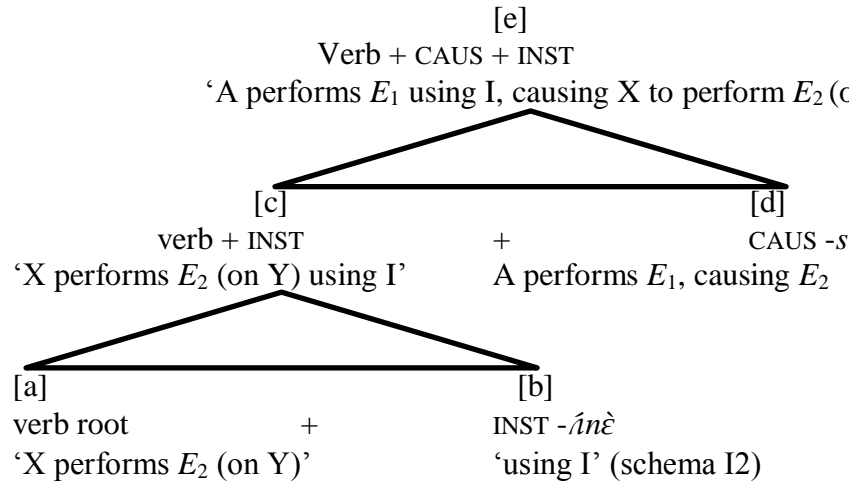 [e]
Verb + CAUS + INST
‘A performs E₁ using I, causing X to perform E₂ (o
[c] [d]
verb + INST + CAUS -s
‘X performs E₂ (on Y) using I’ A performs E₁, causing E₂
[a] [b]
verb root + INST -ʌ́nɛ̀
‘X performs E₂ (on Y)’ ‘using I’ (schema I2)